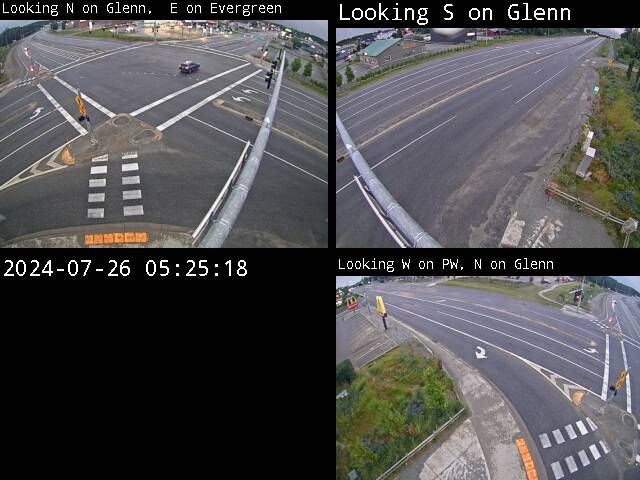 Looking N on Glenn, E on Evergreen
Looking S on Glenn
2024-07-26 05:25:18
Looking W on PW, N on Glenn